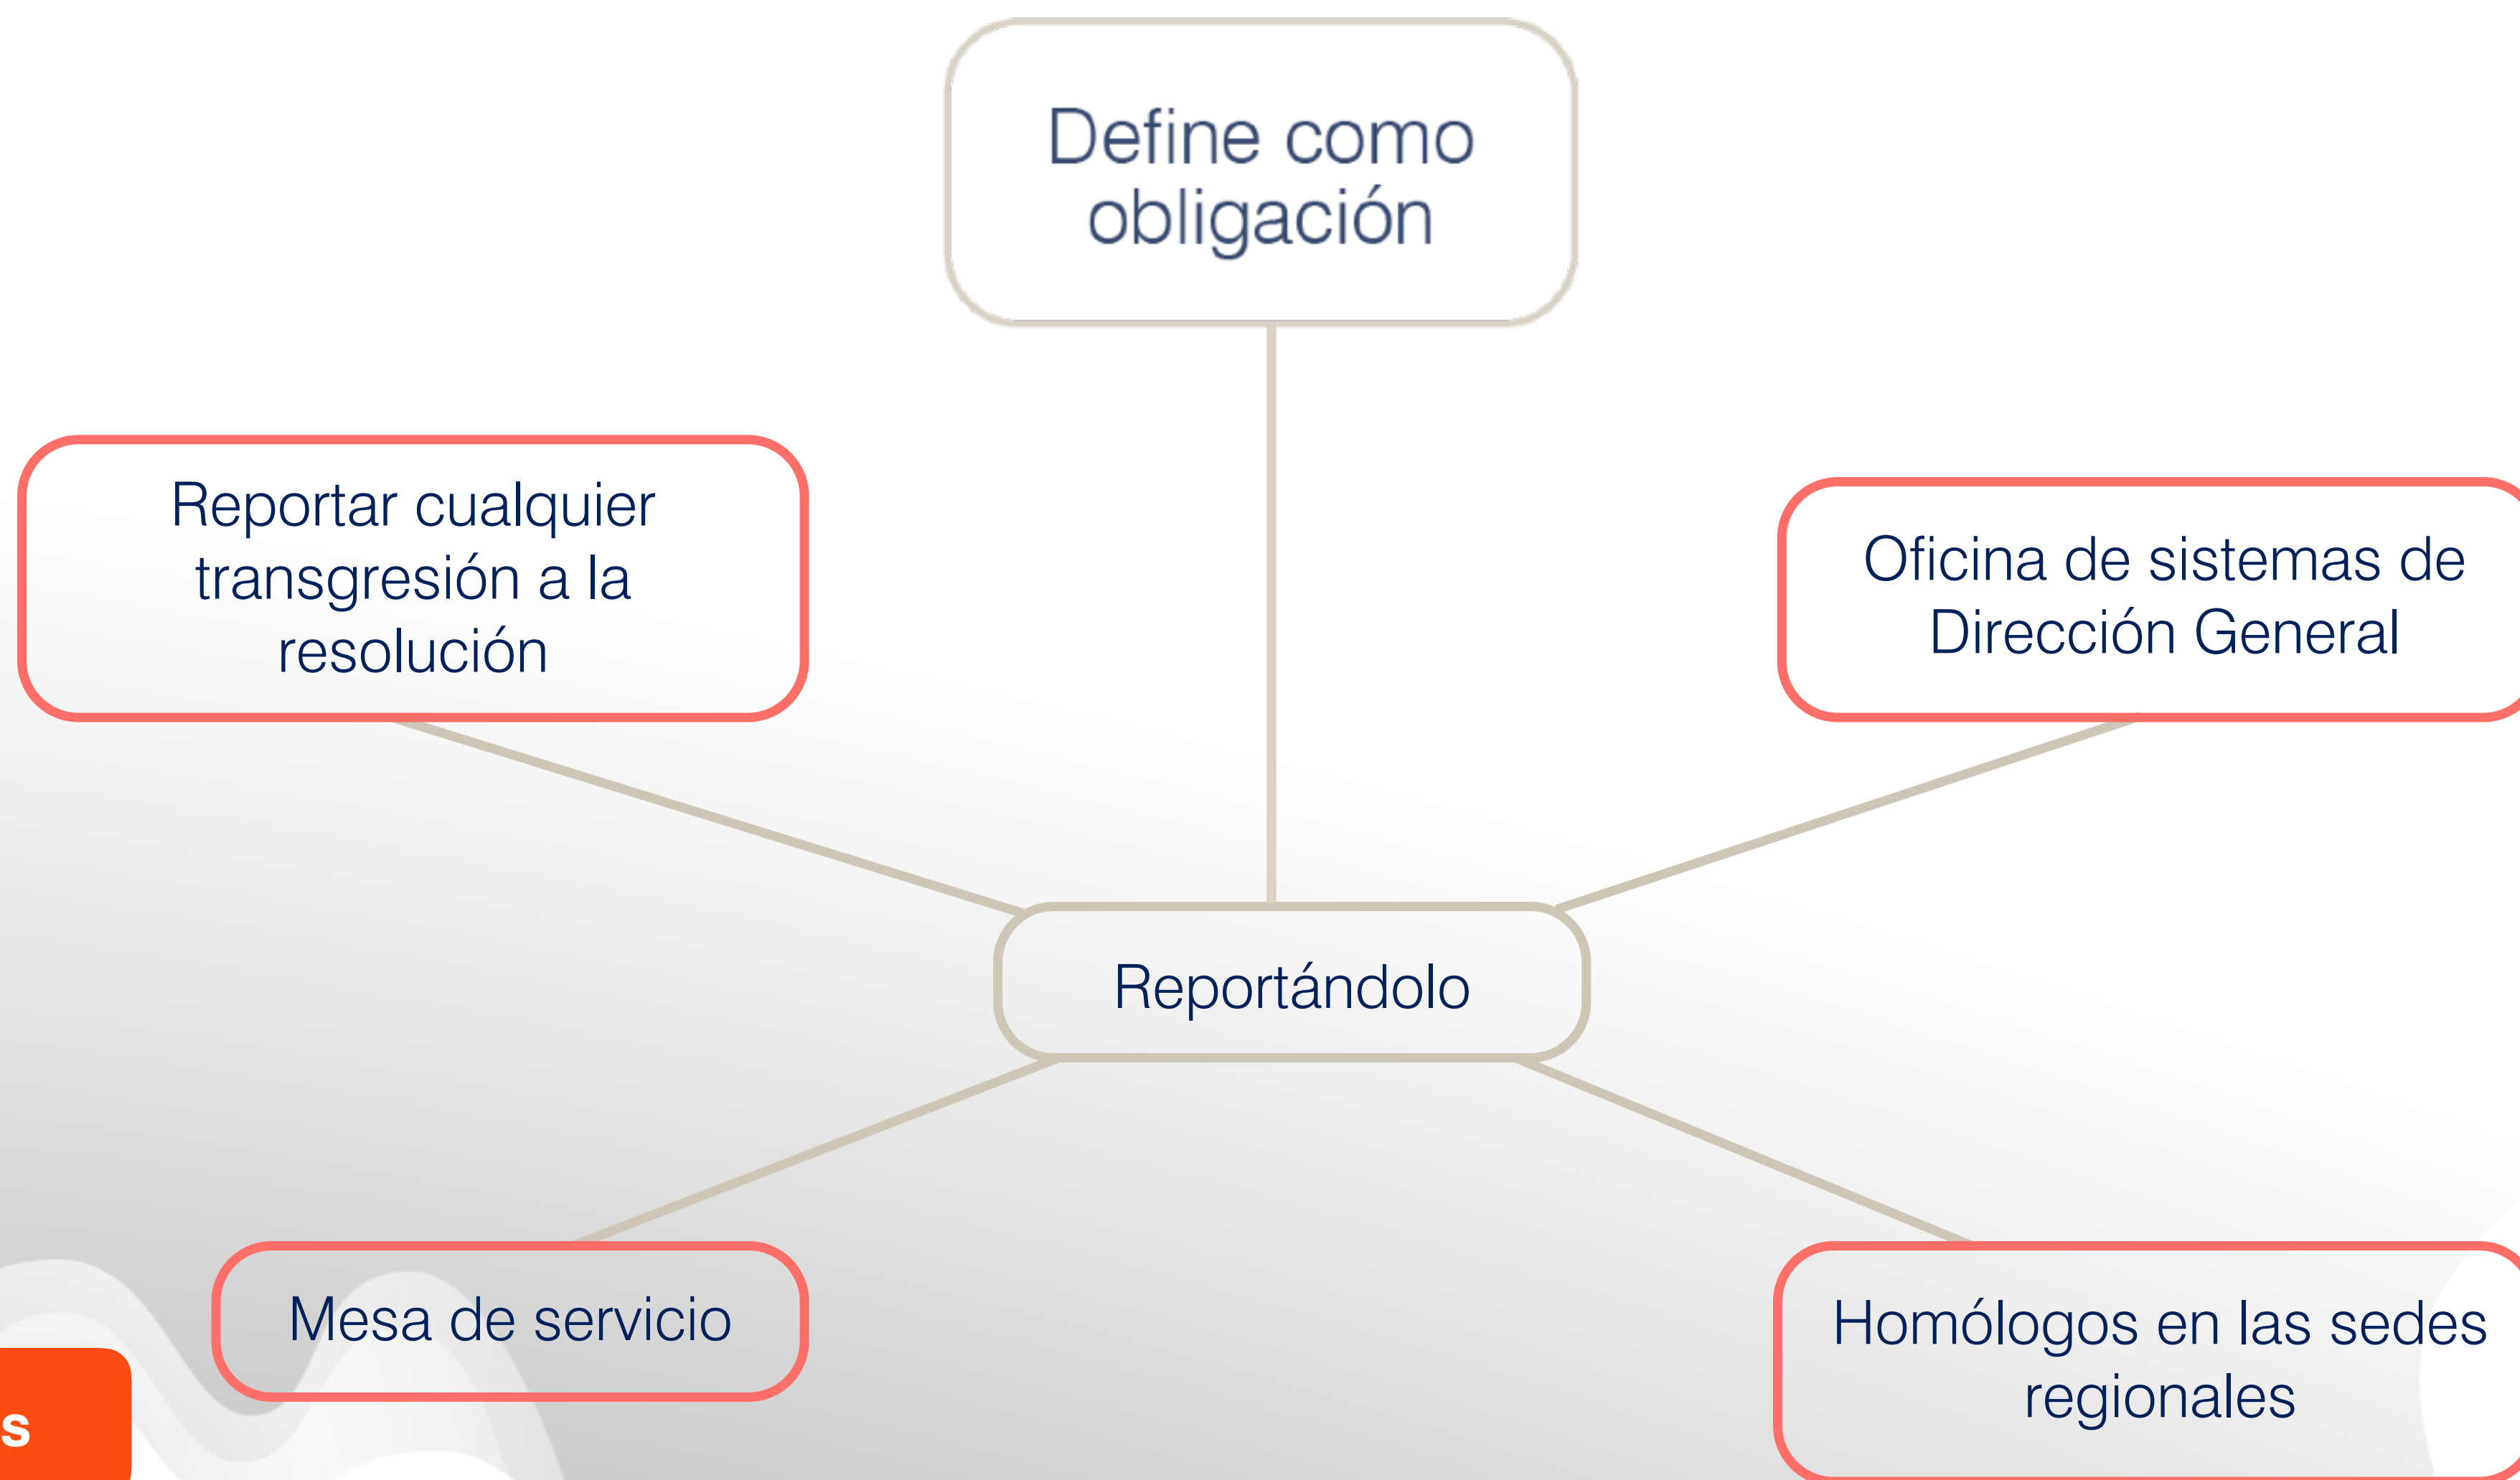 Define como
obligación
Reportar cualquier
transgresión a la
resolución
Oficina de sistemas de
Dirección General
Reportándolo
Mesa de servicio
Homólogos en las sedes
regionales
s